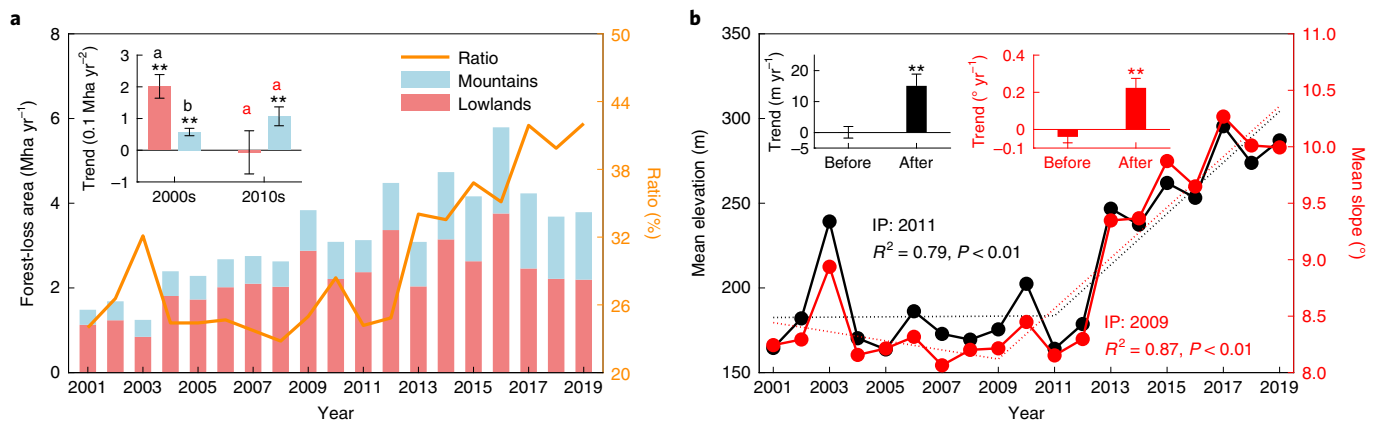 a
8
6
4
2
0
Forest-loss area (Mha yr⁻¹)
2001 2003 2005 2007 2009 2011 2013 2015 2017 2019
Year
50
44
38
32
26
20
Ratio (%)
Ratio
Mountains
Lowlands
Trend (0.1 Mha yr⁻²)
3
2
1
0
−1
a
**
b
**
a
a
**
2000s 2010s
b
350
300
250
200
150
Mean elevation (m)
2001 2003 2005 2007 2009 2011 2013 2015 2017 2019
Year
11.0
10.5
10.0
9.5
9.0
8.5
8.0
Mean slope (°)
Trend (m yr⁻¹)
20
10
0
−5
**
Before After
Trend (° yr⁻¹)
0.4
0.2
0
−0.1
**
Before After
IP: 2011
R² = 0.79, P < 0.01
IP: 2009
R² = 0.87, P < 0.01